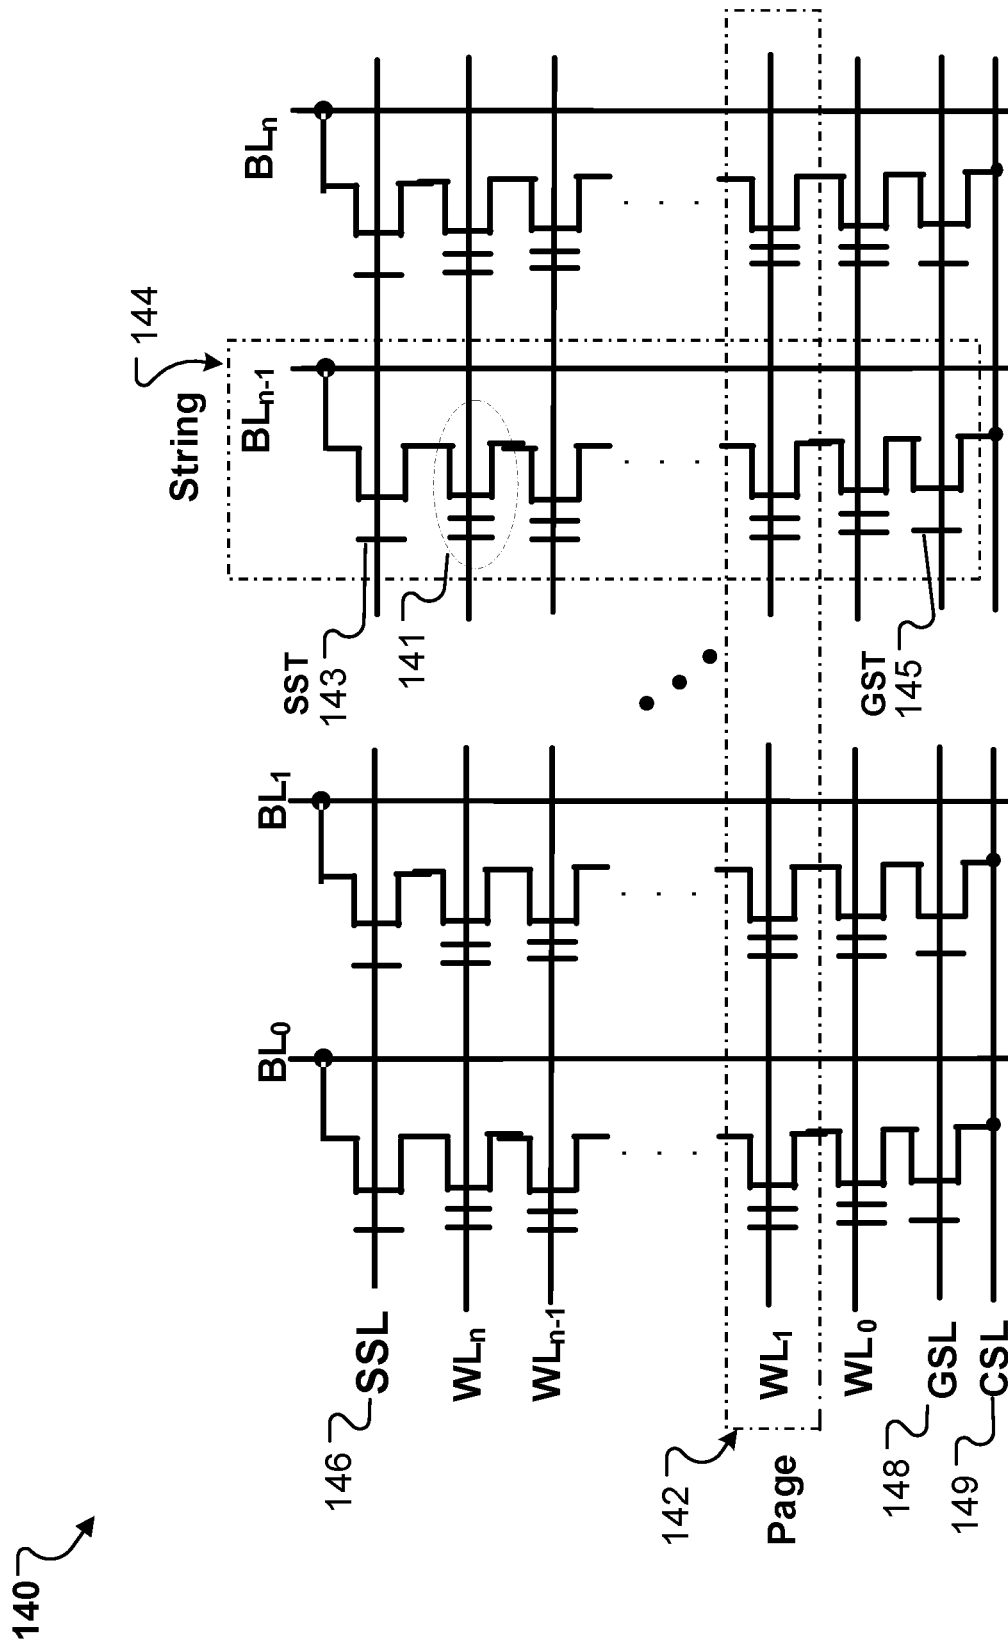 140
146
SSL
WLn
WLn-1
142
Page
WL1
WL0
148
GSL
149
CSL
BL0
BL1
SST
143
141
GST
145
String
144
BLn-1
BLn